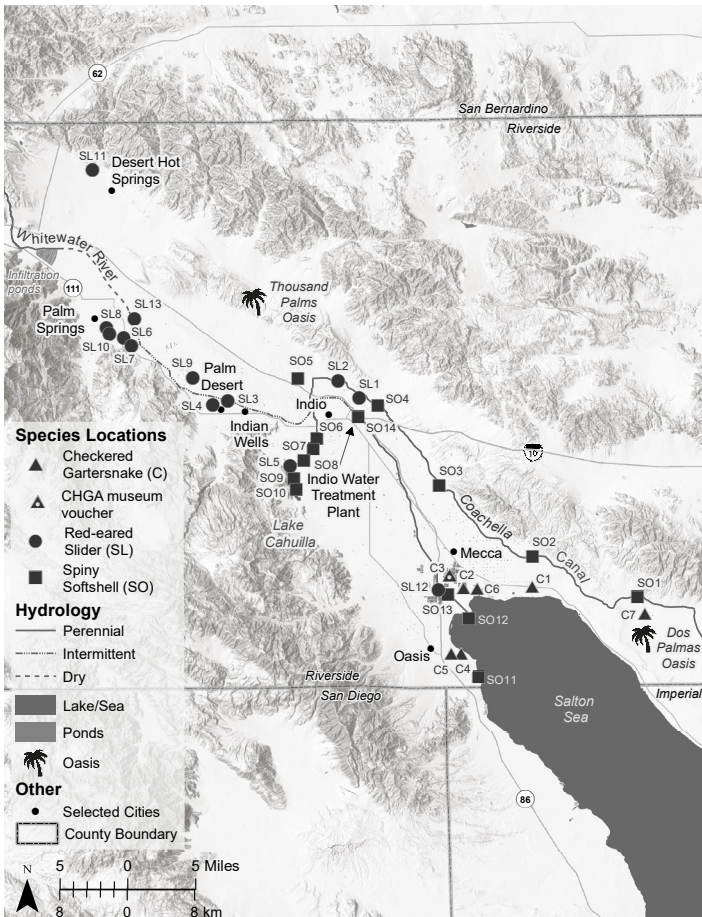 62
San Bernardino
Riverside
SL11
Desert Hot
Springs
Whitewater River
Infiltration
ponds
111
Thousand
Palms
Oasis
Palm
Springs
SL8
SL13
SL6
SL10
SL7
SL9
Palm
Desert
SO5
SL2
SL1
SO4
SL4
SL3
Indio
SO14
Indian
Wells
SO6
SO7
SO8
SL5
SO9
SO10
Indio Water
Treatment
Plant
10
SO3
Coachella
Canal
Lake
Cahuilla
Mecca
SO2
C3
C2
C6
C1
SL12
SO13
SO12
SO1
C7
Dos
Palmas
Oasis
Oasis
C5
C4
SO11
Riverside
San Diego
Imperial
Salton
Sea
86
Species Locations
Checkered
Gartersnake (C)
CHGA museum
voucher
Red-eared
Slider (SL)
Spiny
Softshell (SO)
Hydrology
Perennial
Intermittent
Dry
Lake/Sea
Ponds
Oasis
Other
Selected Cities
County Boundary
N
5 0 5 Miles
8 0 8 km